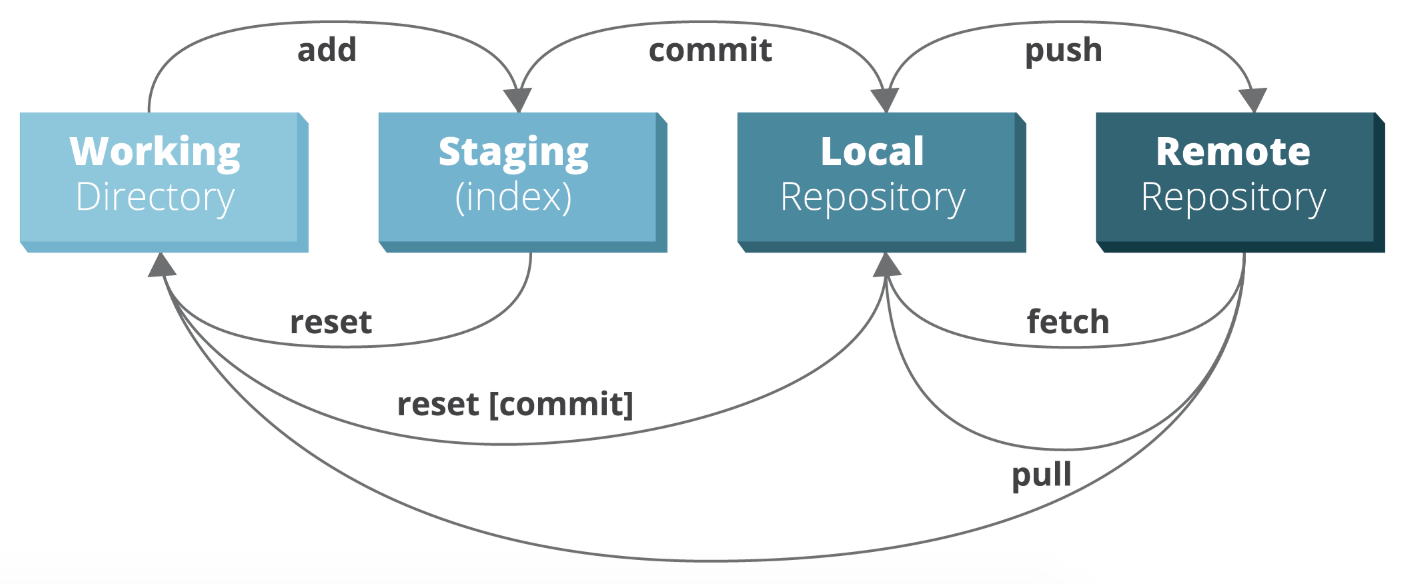 add
commit
push
Working
Directory
Staging
(index)
Local
Repository
Remote
Repository
reset
fetch
reset [commit]
pull